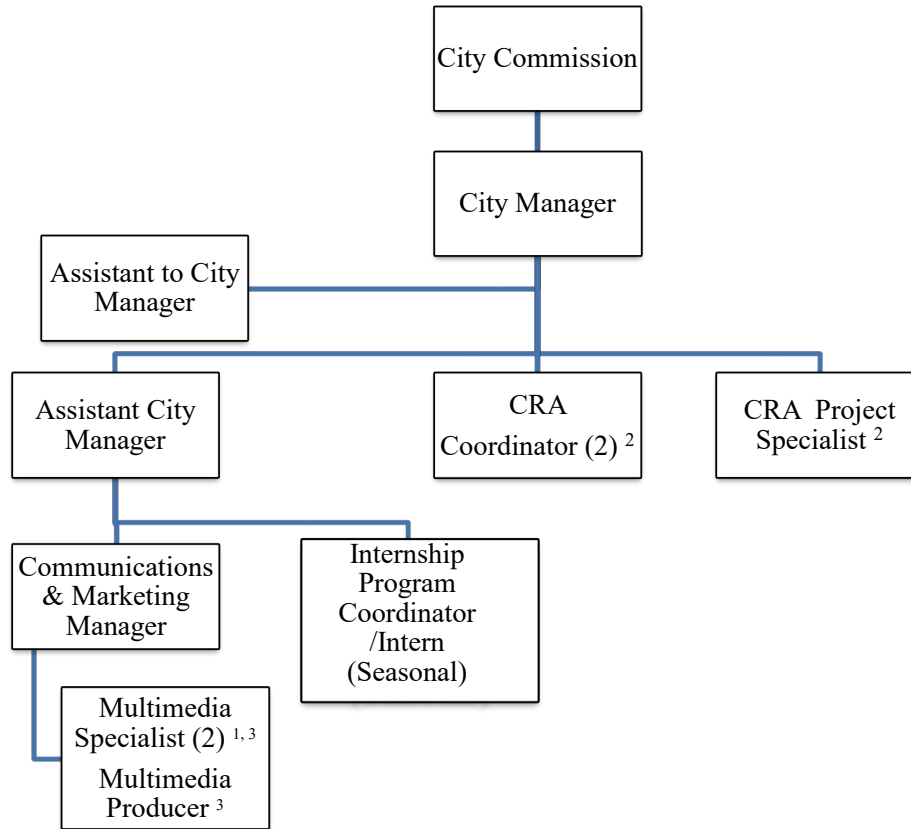 City Commission
City Manager
Assistant to City
Manager
Assistant City
Manager
CRA
Coordinator (2) 2
CRA Project
Specialist 2
Communications
& Marketing
Manager
Internship
Program
Coordinator
/Intern
(Seasonal)
Multimedia
Specialist (2) 1, 3
Multimedia
Producer 3